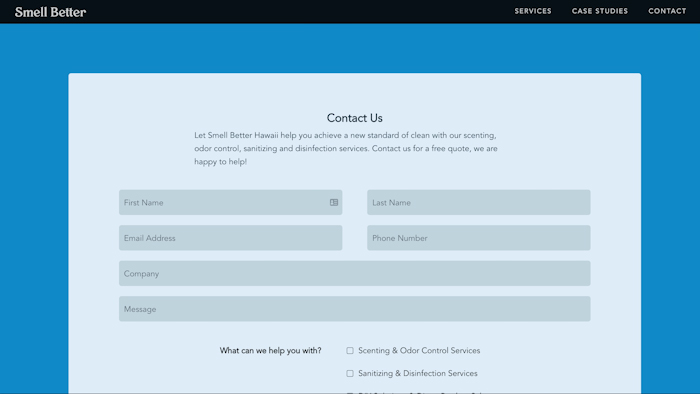 Smell Better
SERVICES CASE STUDIES CONTACT
Contact Us
Let Smell Better Hawaii help you achieve a new standard of clean with our scenting,
odor control, sanitizing and disinfection services. Contact us for a free quote, we are
happy to help!
First Name Last Name
Email Address Phone Number
Company
Message
What can we help you with? Scenting & Odor Control Services
Sanitizing & Disinfection Services